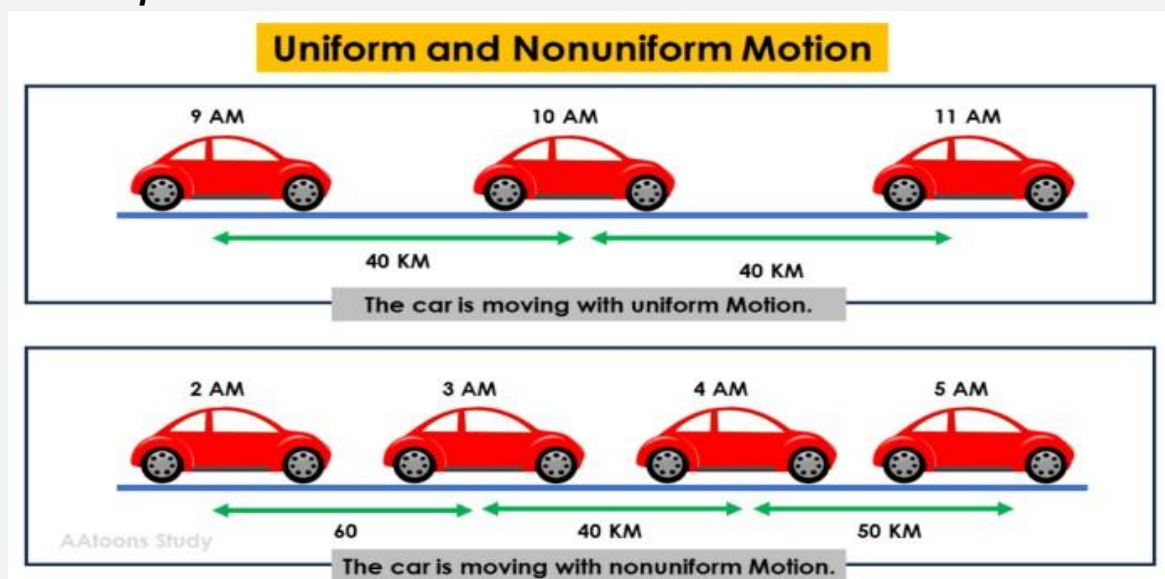 Uniform and Nonuniform Motion
9 AM 10 AM 11 AM
40 KM 40 KM
The car is moving with uniform Motion.
2 AM 3 AM 4 AM 5 AM
60 40 KM 50 KM
AAtoons Study
The car is moving with nonuniform Motion.